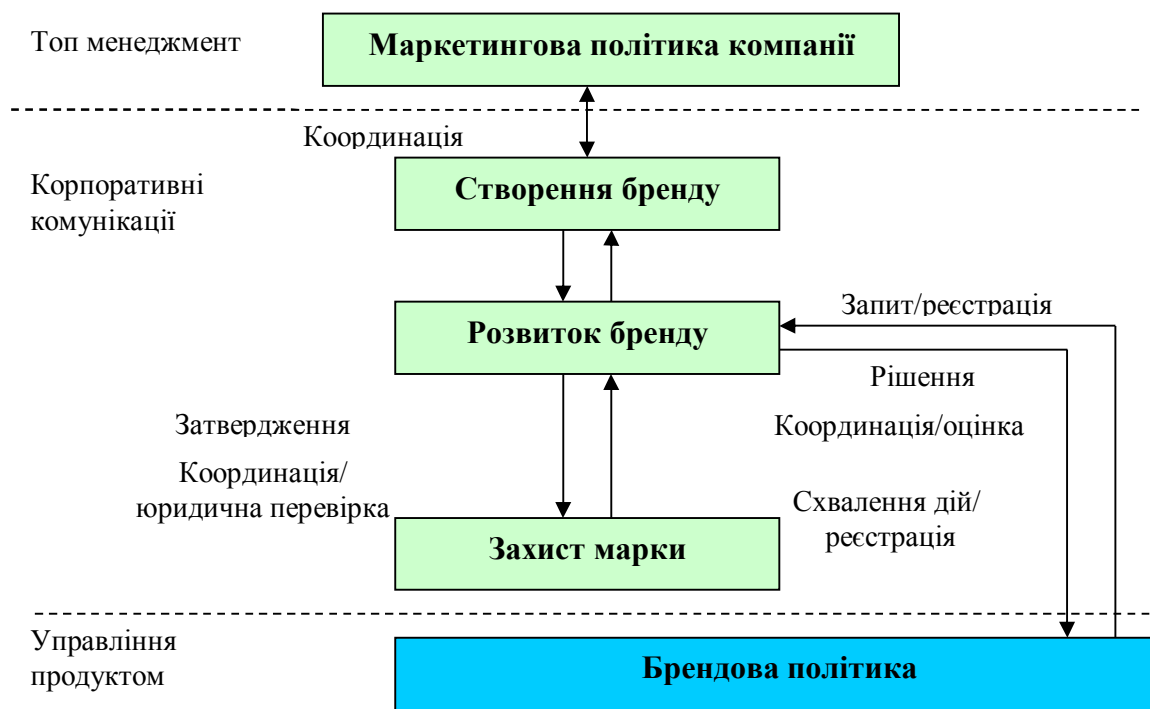 Топ менеджмент
Маркетингова політика компанії
Координація
Корпоративні
комунікації
Створення бренду
Запит/реєстрація
Розвиток бренду
Рішення
Затвердження
Координація/оцінка
Координація/
юридична перевірка
Схвалення дій/
реєстрація
Захист марки
Управління
продуктом
Брендова політика